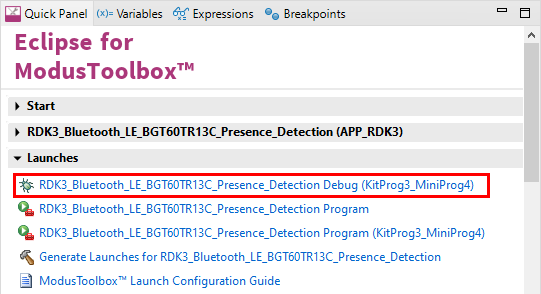 Quick Panel
(x)= Variables
Expressions
Breakpoints
Eclipse for
ModusToolbox™
Start
RDK3_Bluetooth_LE_BGT60TR13C_Presence_Detection (APP_RDK3)
Launches
RDK3_Bluetooth_LE_BGT60TR13C_Presence_Detection Debug (KitProg3_MiniProg4)
RDK3_Bluetooth_LE_BGT60TR13C_Presence_Detection Program
RDK3_Bluetooth_LE_BGT60TR13C_Presence_Detection Program (KitProg3_MiniProg4)
Generate Launches for RDK3_Bluetooth_LE_BGT60TR13C_Presence_Detection
ModusToolbox™ Launch Configuration Guide